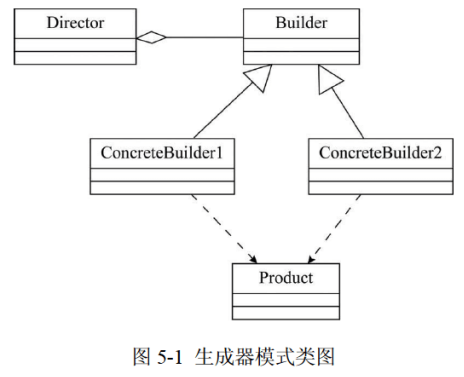 Director
Builder
ConcreteBuilder1
ConcreteBuilder2
Product
图 5-1 生成器模式类图